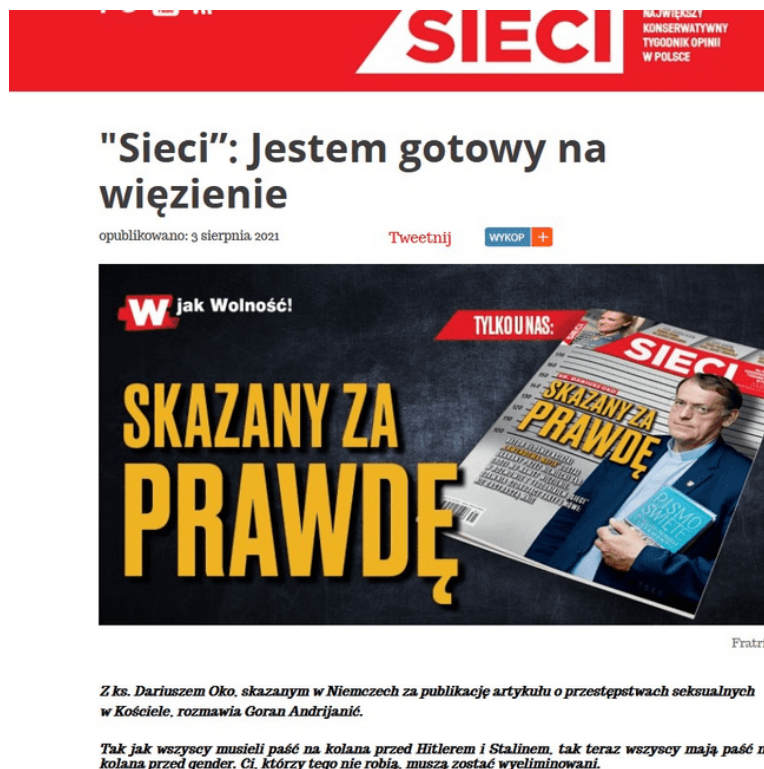 SIECI
NAJWIĘKSZY
KONSERWATYWNY
TYGODNIK OPINII
W POLSCE
"Sieci”: Jestem gotowy na
więzienie
opublikowano: 3 sierpnia 2021
Tweetnij
WYKOP +
W jak Wolność!
TYLKO U NAS:
SKAZANY ZA
PRAWDĘ
SIECI
KS. DARIUSZ OKO
SKAZANY ZA
PRAWDĘ
PISMO
ŚWIĘTE
Fratri
Z ks. Dariuszem Oko, skazanym w Niemczech za publikację artykułu o przestępstwach seksualnych
w Kościele, rozmawia Goran Andrijanić.
Tak jak wszyscy musieli paść na kolana przed Hitlerem i Stalinem, tak teraz wszyscy mają paść n
kolana przed gender. Ci, którzy tego nie robią, muszą zostać wyeliminowani.